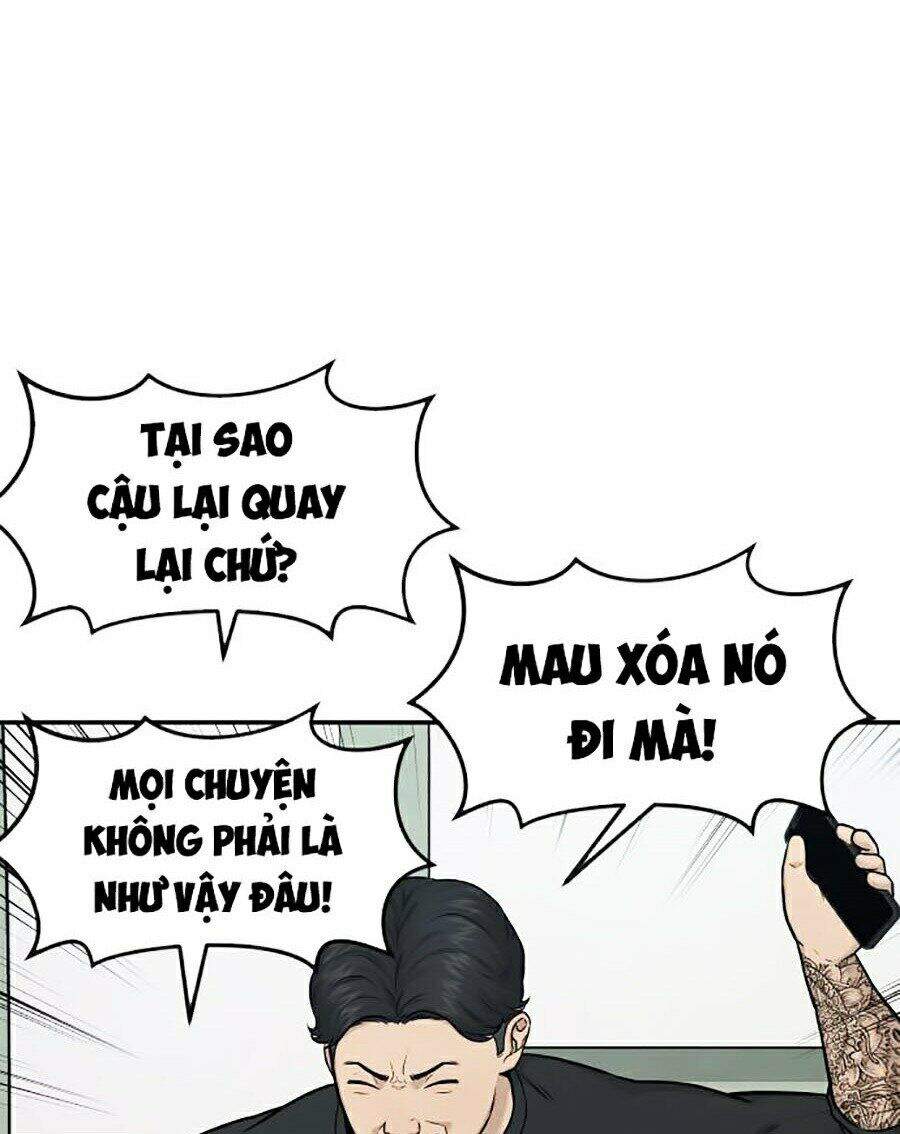 TẠI SAO
CẬU LẠI QUAY
LẠI CHỨ?
MAU XÓA NÓ
ĐI MÀ!
MỌI CHUYỆN
KHÔNG PHẢI LÀ
NHƯ VẬY ĐÂU!